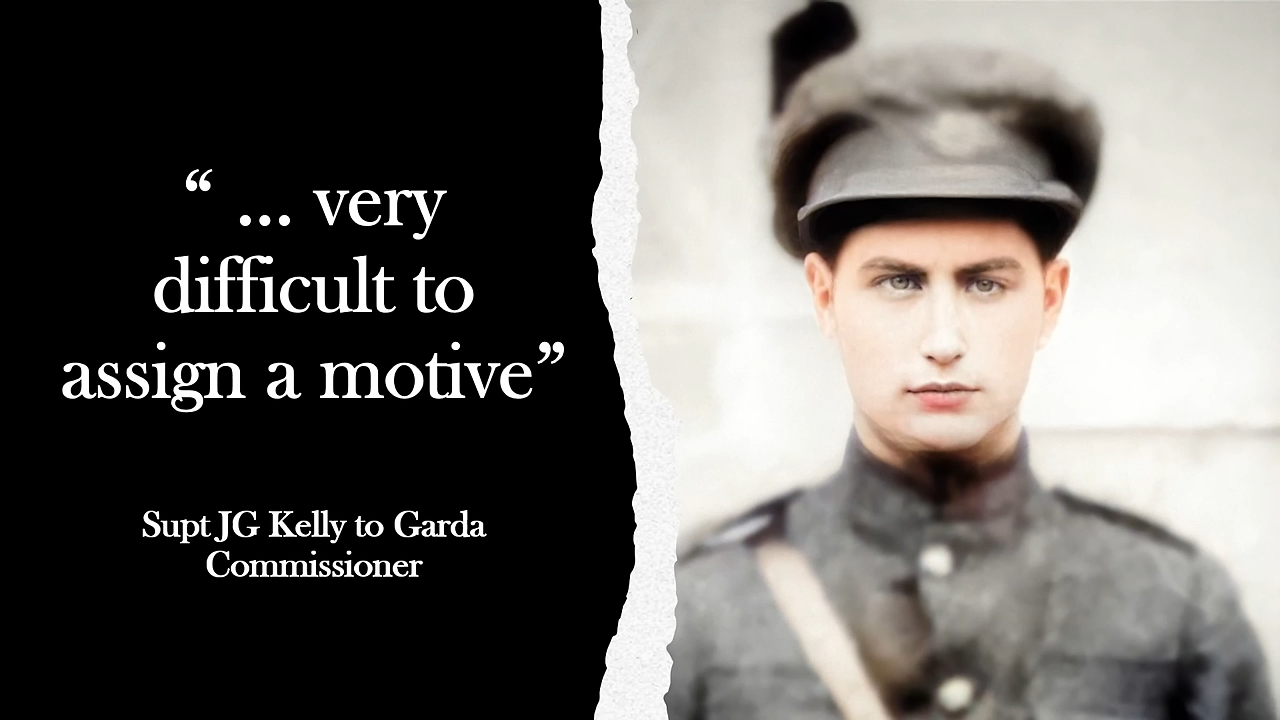 “ ... very
difficult to
assign a motive”
Supt JG Kelly to Garda
Commissioner